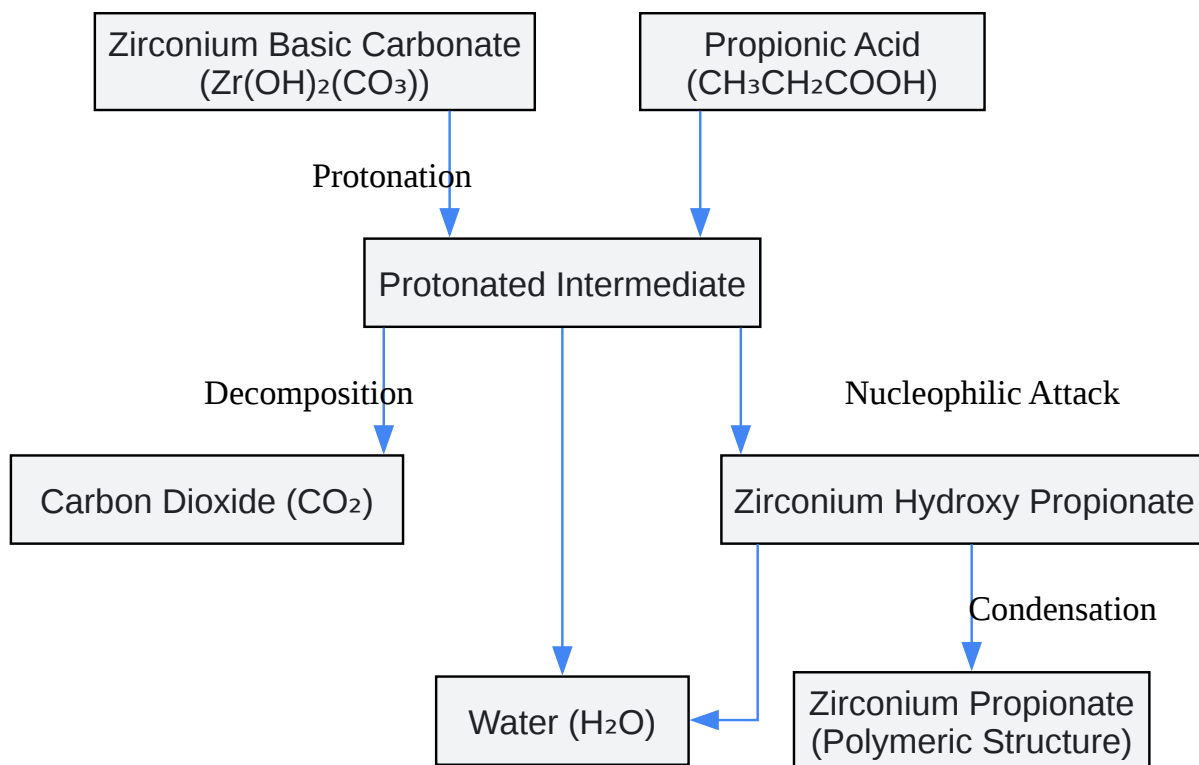 Zirconium Basic Carbonate
(Zr(OH)₂(CO₃))
Propionic Acid
(CH₃CH₂COOH)
Protonation
Protonated Intermediate
Decomposition
Nucleophilic Attack
Carbon Dioxide (CO₂)
Zirconium Hydroxy Propionate
Condensation
Water (H₂O)
Zirconium Propionate
(Polymeric Structure)